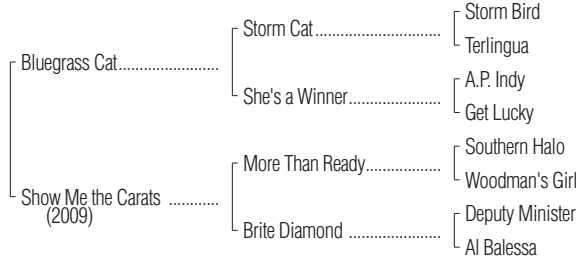 Storm Bird
Storm Cat....................................
Terlingua
Bluegrass Cat............................
A.P. Indy
She's a Winner..........................
Get Lucky
Southern Halo
More Than Ready.....................
Woodman's Girl
Show Me the Carats ..............
(2009)
Deputy Minister
Brite Diamond ..........................
Al Balessa